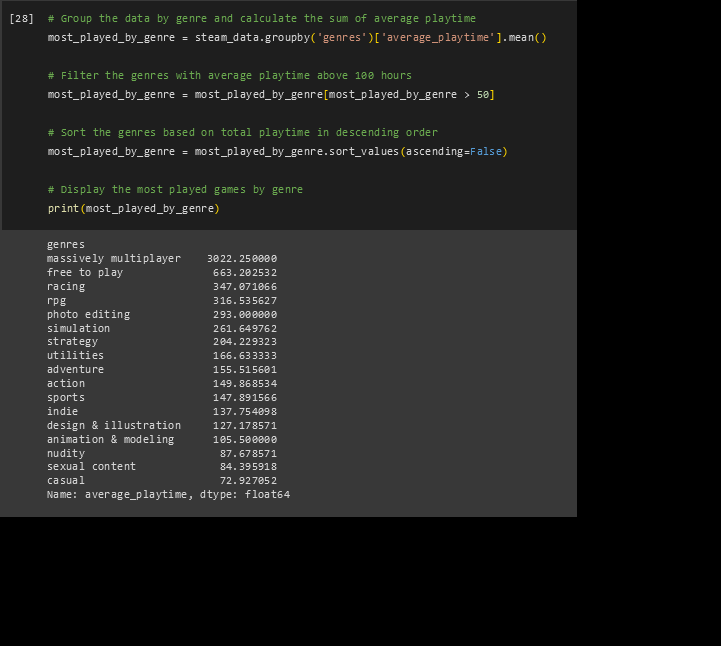 [28] # Group the data by genre and calculate the sum of average playtime
most_played_by_genre = steam_data.groupby('genres')['average_playtime'].mean()
# Filter the genres with average playtime above 100 hours
most_played_by_genre = most_played_by_genre[most_played_by_genre > 50]
# Sort the genres based on total playtime in descending order
most_played_by_genre = most_played_by_genre.sort_values(ascending=False)
# Display the most played games by genre
print(most_played_by_genre)
genres
massively multiplayer 3022.250000
free to play 663.202532
racing 347.071066
rpg 316.535627
photo editing 293.000000
simulation 261.649762
strategy 204.229323
utilities 166.633333
adventure 155.515601
action 149.868534
sports 147.891566
indie 137.754098
design & illustration 127.178571
animation & modeling 105.500000
nudity 87.678571
sexual content 84.395918
casual 72.927052
Name: average_playtime, dtype: float64